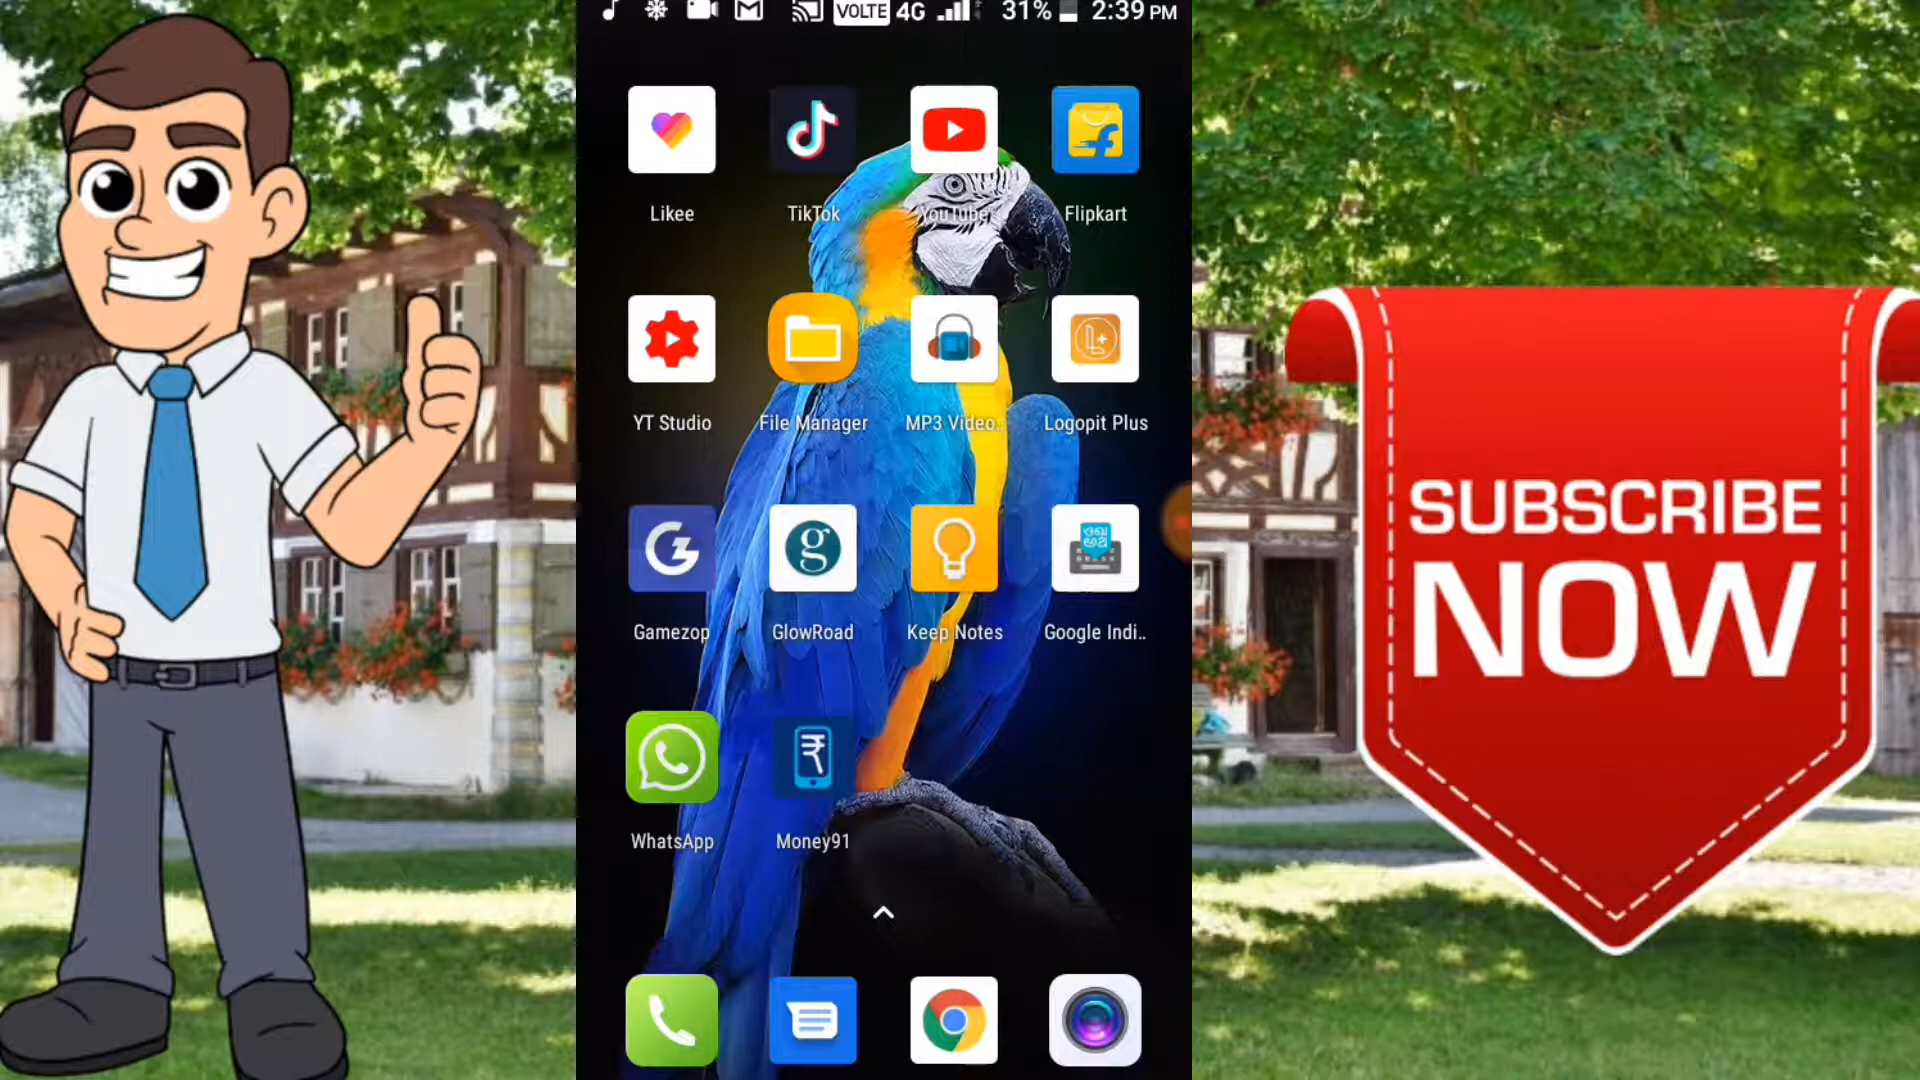 VOLTE 4G 31% 2:39 PM
Likee TikTok YouTube Flipkart
YT Studio File Manager MP3 Video.. Logopit Plus
Gamezop GlowRoad Keep Notes Google Indi..
WhatsApp Money91
SUBSCRIBE
NOW